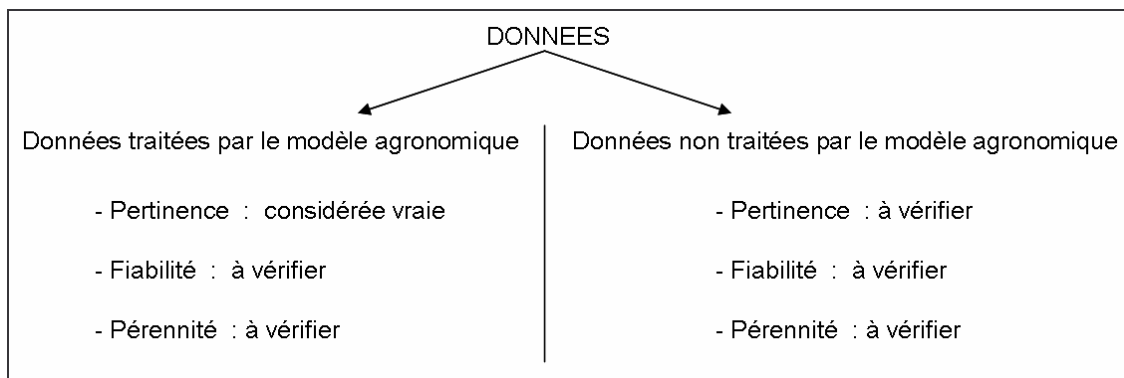 DONNEES
Données traitées par le modèle agronomique
- Pertinence : considérée vraie
- Fiabilité : à vérifier
- Pérennité : à vérifier
Données non traitées par le modèle agronomique
- Pertinence : à vérifier
- Fiabilité : à vérifier
- Pérennité : à vérifier